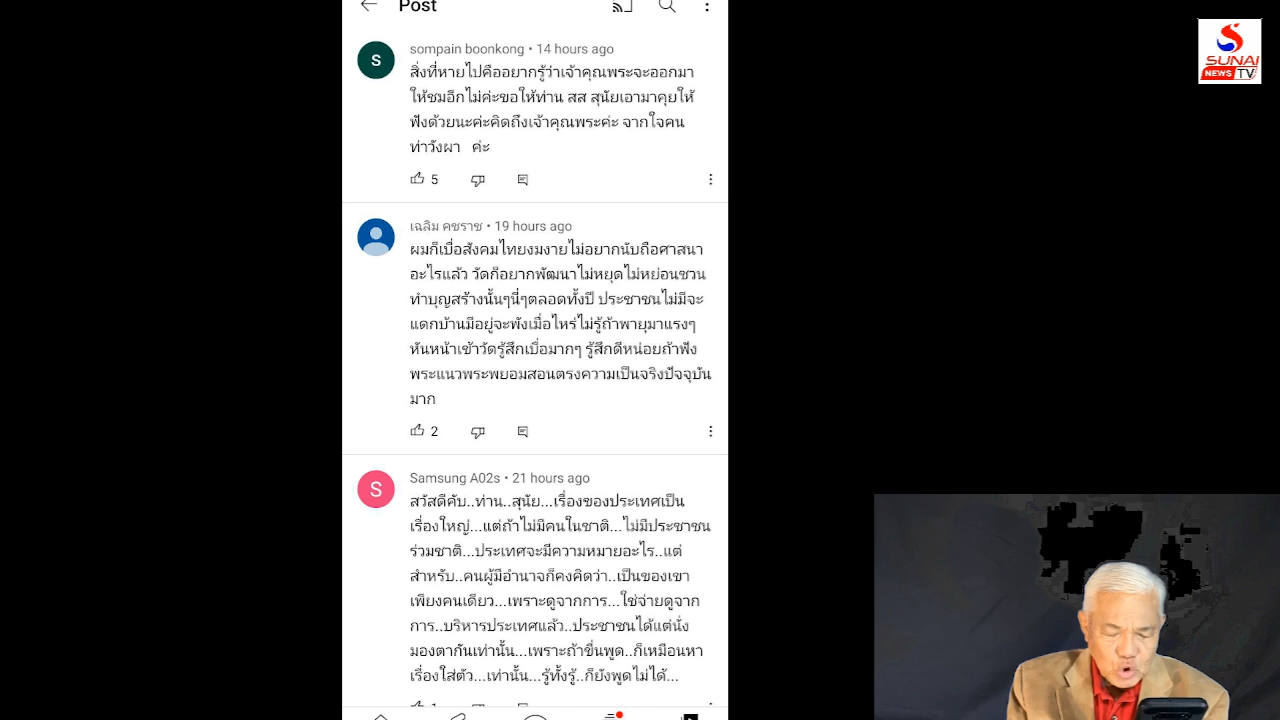 Post
sompain boonkong • 14 hours ago
สิ่งที่หายไปคืออยากรู้ว่าเจ้าคุณพระจะออกมา
ให้ชมอีกไม่ค่ะขอให้ท่าน สส สุนัยเอามาคุยให้
ฟังด้วยนะค่ะคิดถึงเจ้าคุณพระค่ะ จากใจคน
ท่าวังผา ค่ะ
5
เฉลิม คชราช • 19 hours ago
ผมก็เบื่อสังคมไทยงมงายไม่อยากนับถือศาสนา
อะไรแล้ว วัดก็อยากพัฒนาไม่หยุดไม่หย่อนชวน
ทำบุญสร้างนั้นๆนี่ๆตลอดทั้งปี ประชาชนไม่มีจะ
แดกบ้านมีอยู่จะพังเมื่อไหร่ไม่รู้ถ้าพายุมาแรงๆ
หันหน้าเข้าวัดรู้สึกเบื่อมากๆ รู้สึกดีหน่อยถ้าฟัง
พระแนวพระพยอมสอนตรงความเป็นจริงปัจจุบัน
มาก
2
Samsung A02s • 21 hours ago
สวัสดีคับ..ท่าน..สุนัย...เรื่องของประเทศเป็น
เรื่องใหญ่...แต่ถ้าไม่มีคนในชาติ...ไม่มีประชาชน
ร่วมชาติ...ประเทศจะมีความหมายอะไร..แต่
สำหรับ..คนผู้มีอำนาจก็คงคิดว่า..เป็นของเขา
เพียงคนเดียว...เพราะดูจากการ...ใช่จ่ายดูจาก
การ..บริหารประเทศแล้ว..ประชาชนได้แต่นั่ง
มองตากันเท่านั้น...เพราะถ้าขืนพูด..ก็เหมือนหา
เรื่องใส่ตัว...เท่านั้น...รู้ทั้งรู้..ก็ยังพูดไม่ได้...
S
S
SUNAI
NEWS TV